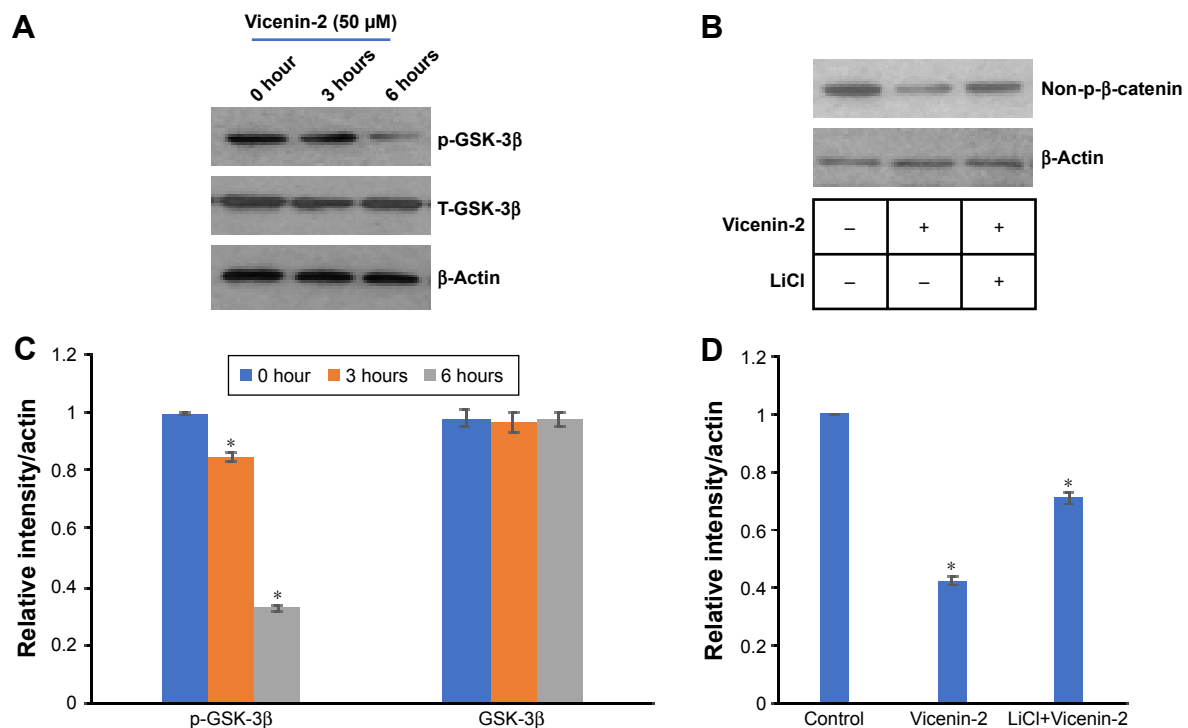 A
Vicenin-2 (50 µM)
0 hour 3 hours 6 hours
p-GSK-3β
T-GSK-3β
β-Actin
B
Non-p-β-catenin
β-Actin
Vicenin-2 – + +
LiCl – – +
C
Relative intensity/actin
1.2
1
0.8
0.6
0.4
0.2
0
0 hour 3 hours 6 hours
*
*
p-GSK-3β GSK-3β
D
Relative intensity/actin
1.2
1
0.8
0.6
0.4
0.2
0
*
*
Control Vicenin-2 LiCl+Vicenin-2